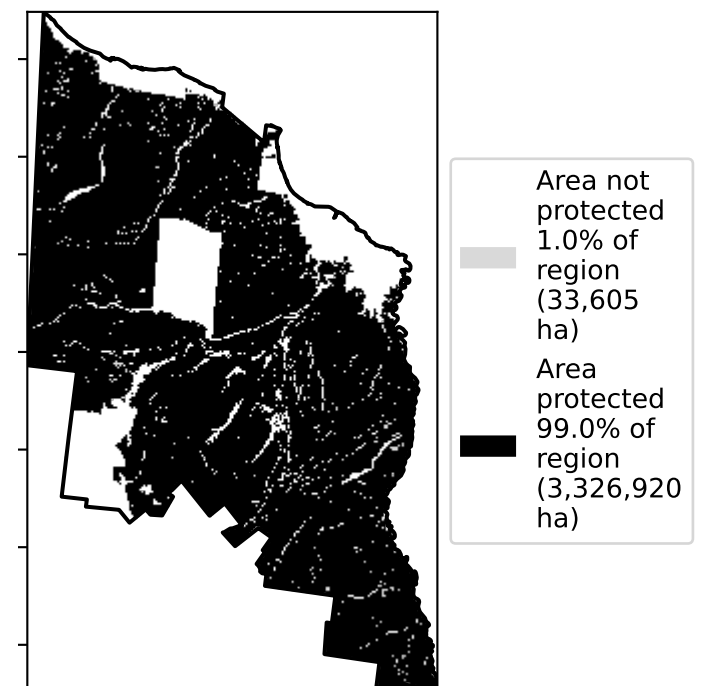 Area not
protected
1.0% of
region
(33,605
ha)
Area
protected
99.0% of
region
(3,326,920
ha)